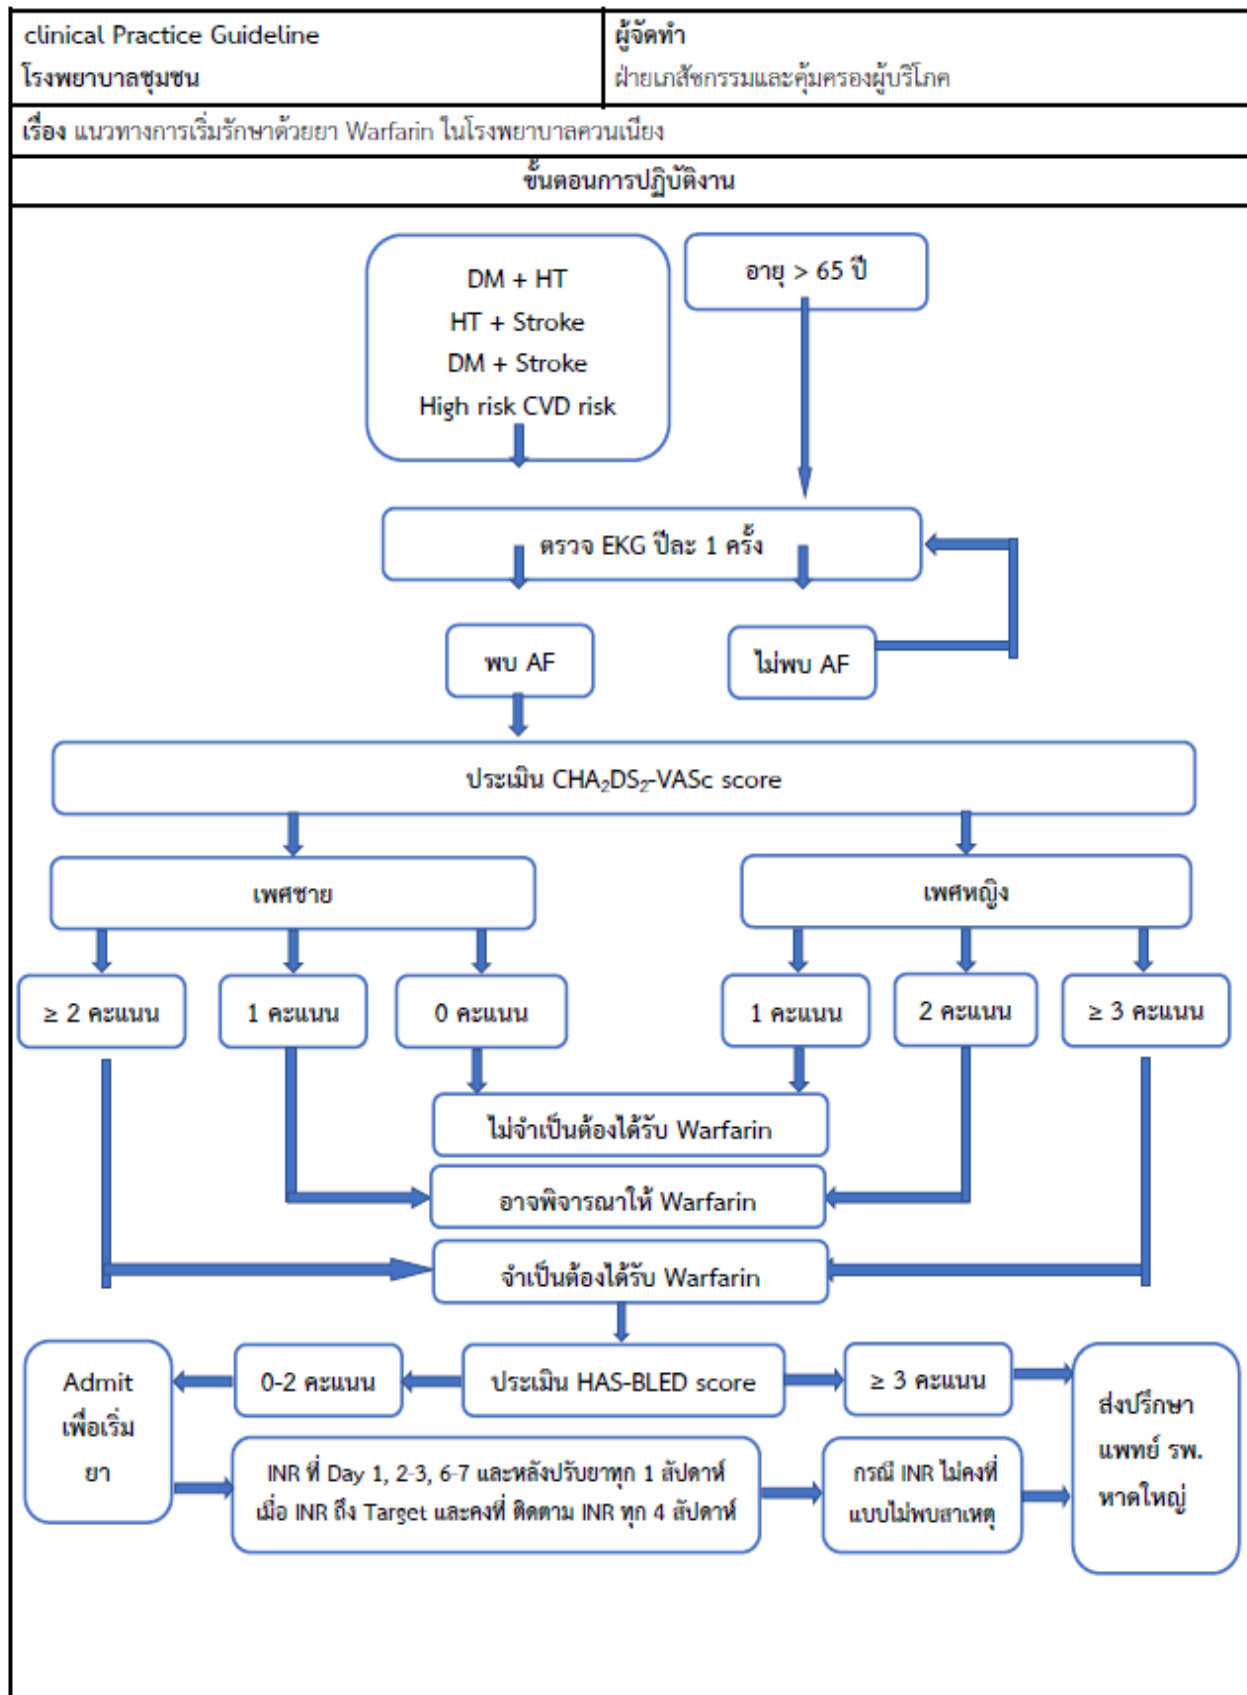 clinical Practice Guideline
โรงพยาบาลชุมชน
ผู้จัดทำ
ฝ่ายเภสัชกรรมและคุ้มครองผู้บริโภค
เรื่อง แนวทางการเริ่มรักษาด้วยยา Warfarin ในโรงพยาบาลควนเนียง
ขั้นตอนการปฏิบัติงาน
DM + HT
HT + Stroke
DM + Stroke
High risk CVD risk
อายุ > 65 ปี
ตรวจ EKG ปีละ 1 ครั้ง
พบ AF
ไม่พบ AF
ประเมิน CHA₂DS₂-VASc score
เพศชาย
เพศหญิง
≥ 2 คะแนน
1 คะแนน
0 คะแนน
1 คะแนน
2 คะแนน
≥ 3 คะแนน
ไม่จำเป็นต้องได้รับ Warfarin
อาจพิจารณาให้ Warfarin
จำเป็นต้องได้รับ Warfarin
Admit
เพื่อเริ่ม
ยา
0-2 คะแนน
ประเมิน HAS-BLED score
≥ 3 คะแนน
ส่งปรึกษา
แพทย์ รพ.
หาดใหญ่
INR ที่ Day 1, 2-3, 6-7 และหลังปรับยาทุก 1 สัปดาห์
เมื่อ INR ถึง Target และคงที่ ติดตาม INR ทุก 4 สัปดาห์
กรณี INR ไม่คงที่
แบบไม่พบสาเหตุ